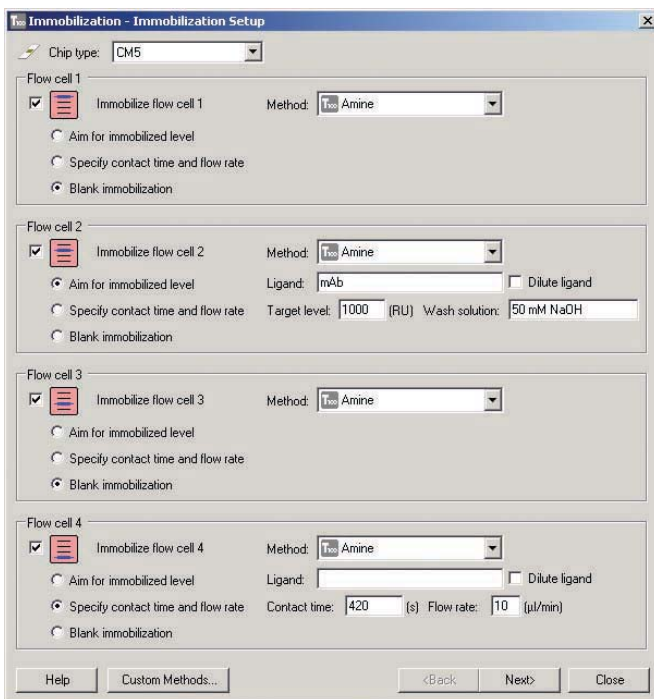 T100 Immobilization - Immobilization Setup
Chip type: CM5
Flow cell 1
Immobilize flow cell 1 Method: T100 Amine
Aim for immobilized level
Specify contact time and flow rate
Blank immobilization
Flow cell 2
Immobilize flow cell 2 Method: T100 Amine
Aim for immobilized level Ligand: mAb Dilute ligand
Specify contact time and flow rate Target level: 1000 (RU) Wash solution: 50 mM NaOH
Blank immobilization
Flow cell 3
Immobilize flow cell 3 Method: T100 Amine
Aim for immobilized level
Specify contact time and flow rate
Blank immobilization
Flow cell 4
Immobilize flow cell 4 Method: T100 Amine
Aim for immobilized level Ligand: Dilute ligand
Specify contact time and flow rate Contact time: 420 (s) Flow rate: 10 (µl/min)
Blank immobilization
Help Custom Methods... <Back Next> Close